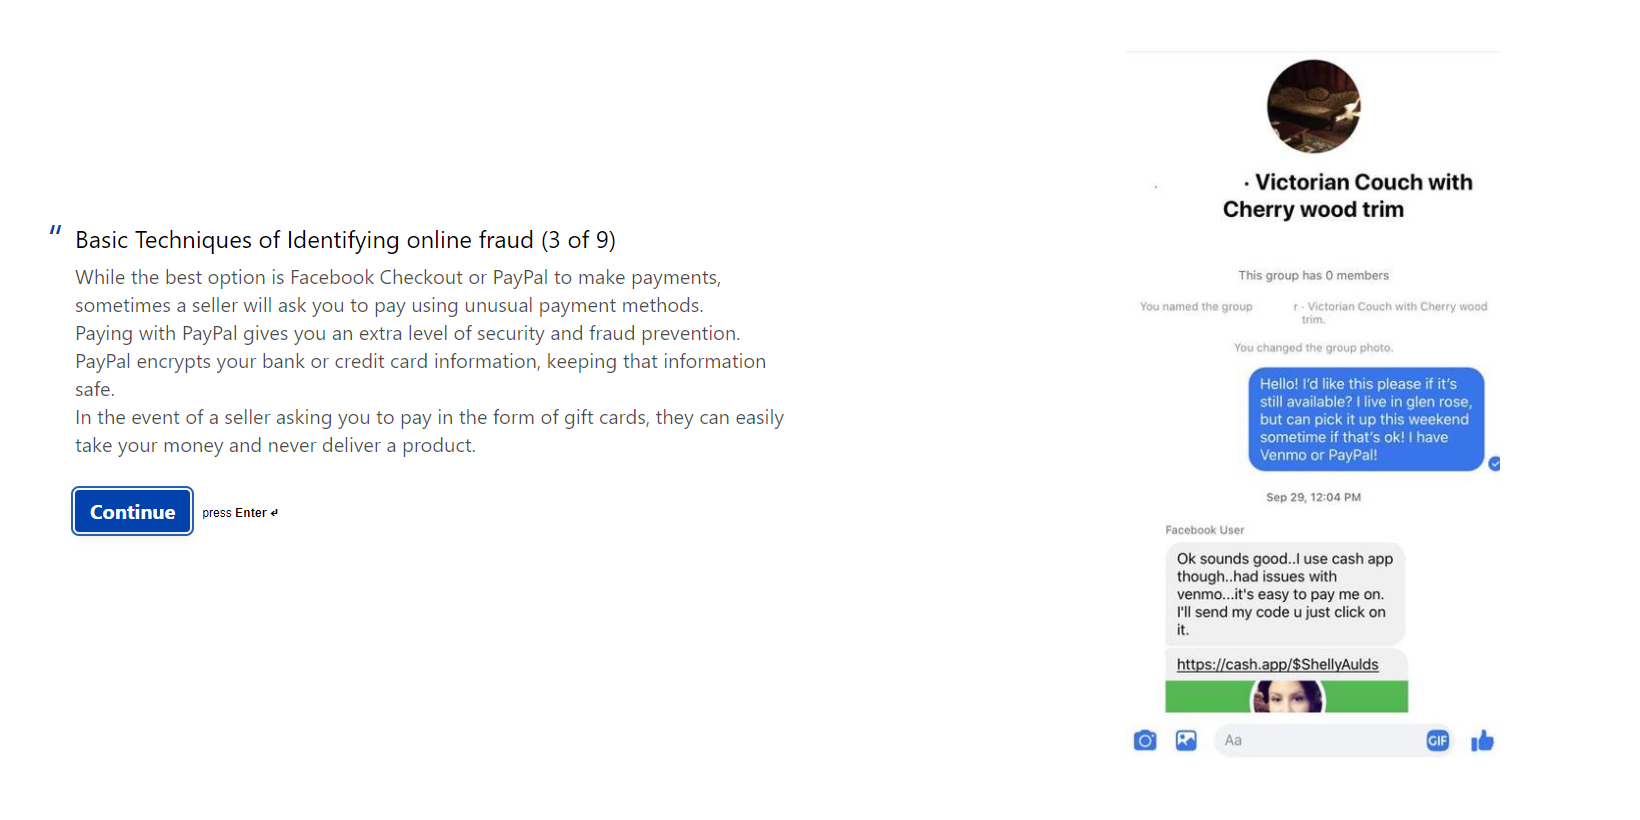 Basic Techniques of Identifying online fraud (3 of 9)
While the best option is Facebook Checkout or PayPal to make payments,
sometimes a seller will ask you to pay using unusual payment methods.
Paying with PayPal gives you an extra level of security and fraud prevention.
PayPal encrypts your bank or credit card information, keeping that information
safe.
In the event of a seller asking you to pay in the form of gift cards, they can easily
take your money and never deliver a product.
Continue
press Enter ↵
· Victorian Couch with
Cherry wood trim
This group has 0 members
You named the group r · Victorian Couch with Cherry wood
trim.
You changed the group photo.
Hello! I'd like this please if it's
still available? I live in glen rose,
but can pick it up this weekend
sometime if that's ok! I have
Venmo or PayPal!
Sep 29, 12:04 PM
Facebook User
Ok sounds good..I use cash app
though..had issues with
venmo...it's easy to pay me on.
I'll send my code u just click on
it.
https://cash.app/$ShellyAulds
Aa
GIF